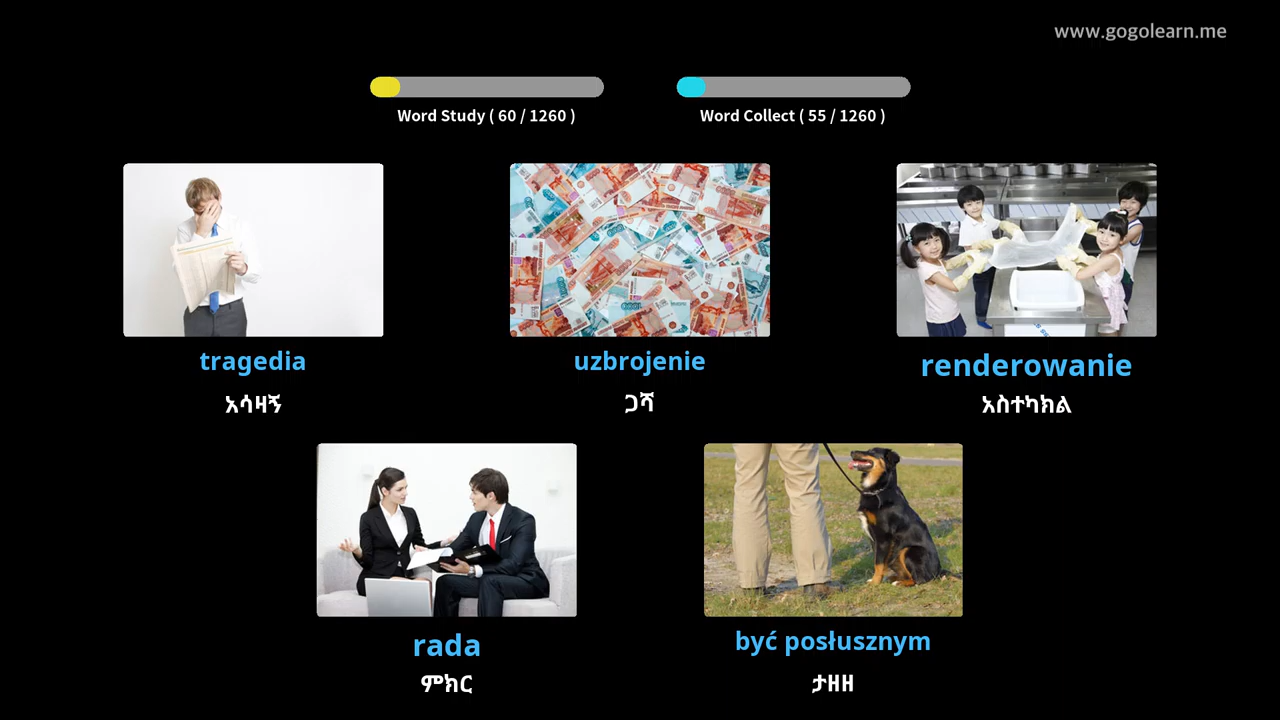 www.gogolearn.me
Word Study ( 60 / 1260 )
Word Collect ( 55 / 1260 )
tragedia
uzbrojenie
renderowanie
አሳዛኝ
ጋሻ
አስተካክል
rada
być posłusznym
ምክር
ታዘዘ